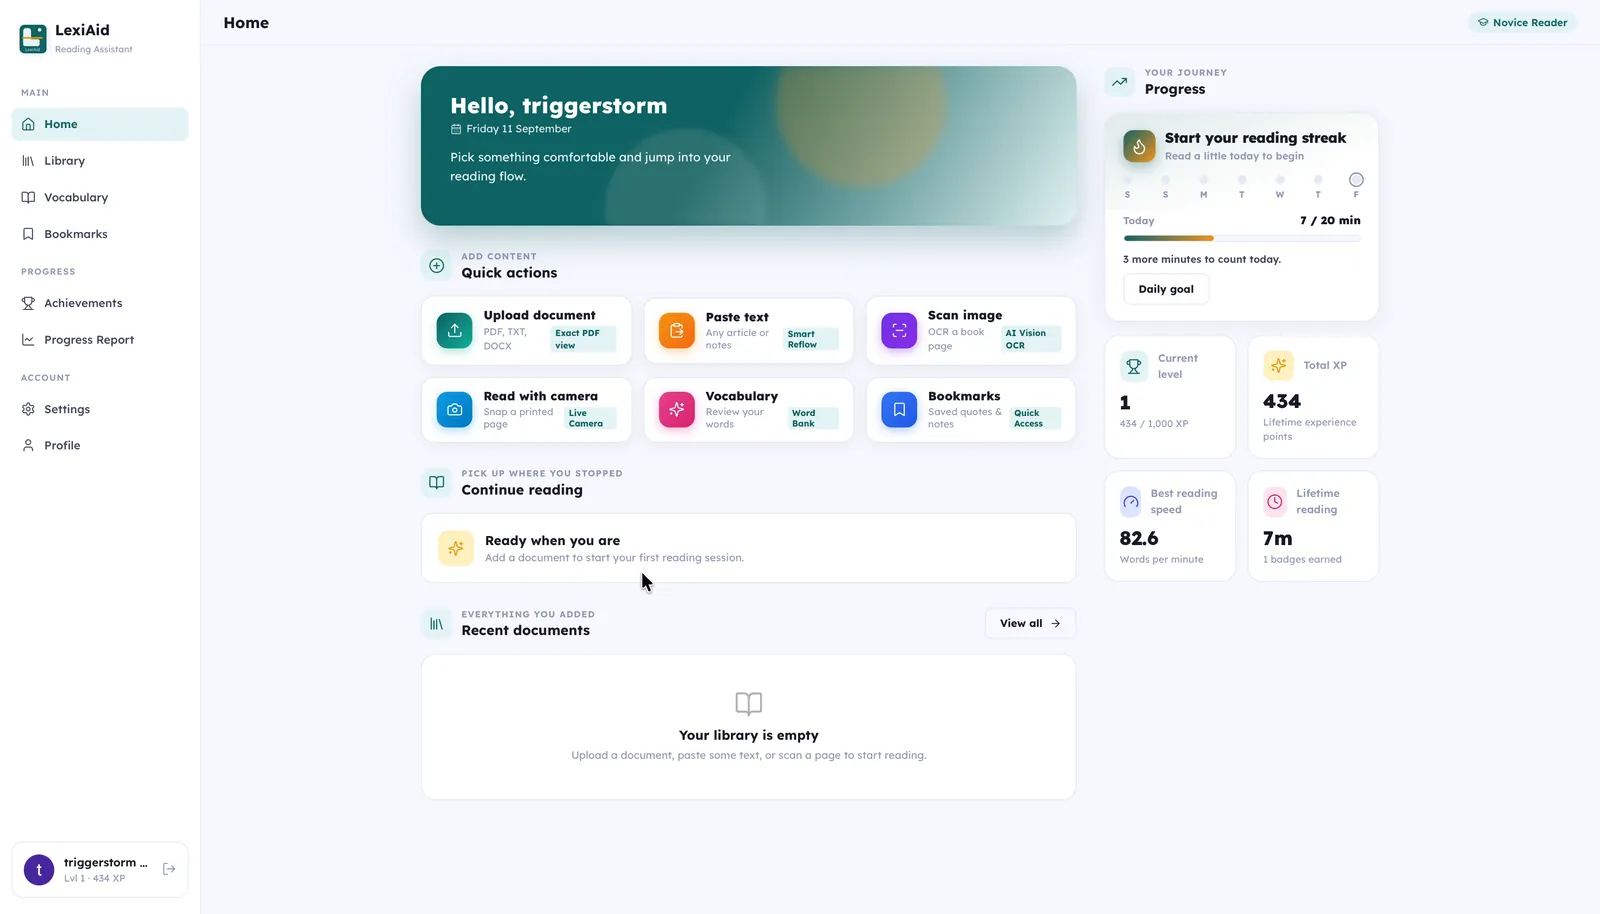 LexiAid
Reading Assistant
MAIN
Home
Library
Vocabulary
Bookmarks
PROGRESS
Achievements
Progress Report
ACCOUNT
Settings
Profile
triggerstorm ...
Lvl 1 · 434 XP
Home
Novice Reader
Hello, triggerstorm
Friday 11 September
Pick something comfortable and jump into your
reading flow.
ADD CONTENT
Quick actions
Upload document
PDF, TXT,
DOCX
Exact PDF
view
Paste text
Any article or
notes
Smart
Reflow
Scan image
OCR a book
page
AI Vision
OCR
Read with camera
Snap a printed
page
Live
Camera
Vocabulary
Review your
words
Word
Bank
Bookmarks
Saved quotes &
notes
Quick
Access
PICK UP WHERE YOU STOPPED
Continue reading
Ready when you are
Add a document to start your first reading session.
EVERYTHING YOU ADDED
Recent documents
View all
Your library is empty
Upload a document, paste some text, or scan a page to start reading.
YOUR JOURNEY
Progress
Start your reading streak
Read a little today to begin
S S M T W T F
Today 7 / 20 min
3 more minutes to count today.
Daily goal
Current
level
1
434 / 1,000 XP
Total XP
434
Lifetime experience
points
Best reading
speed
82.6
Words per minute
Lifetime
reading
7m
1 badges earned
t